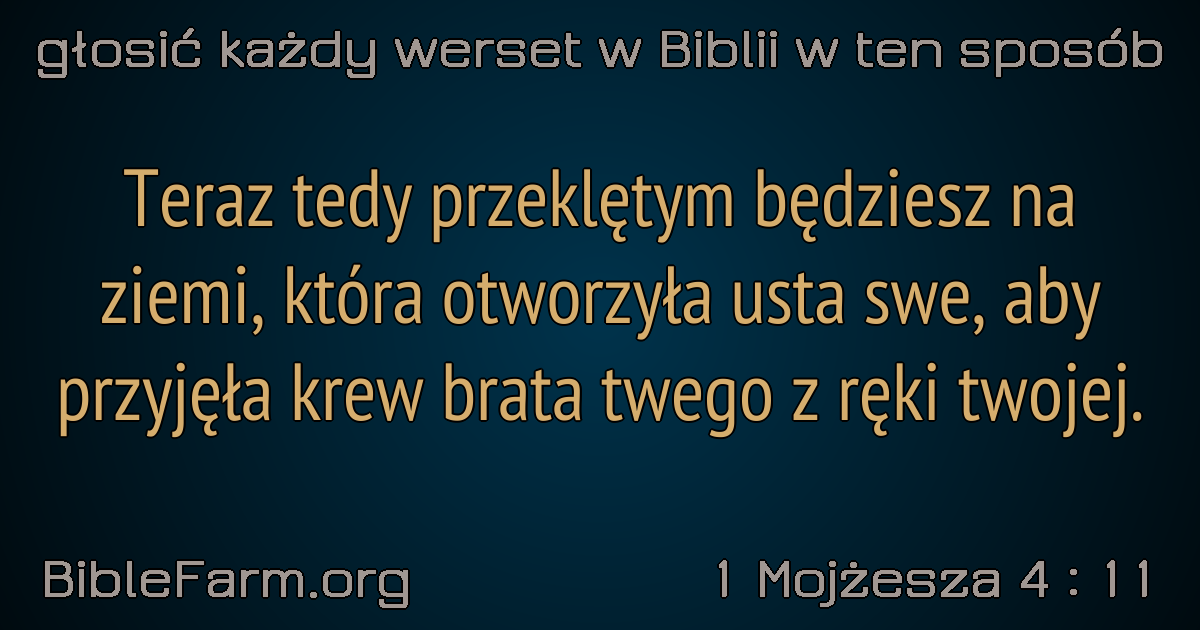 głosić każdy werset w Biblii w ten sposób
Teraz tedy przeklętym będziesz na
ziemi, która otworzyła usta swe, aby
przyjęła krew brata twego z ręki twojej.
BibleFarm.org
1 Mojżesza 4 : 11